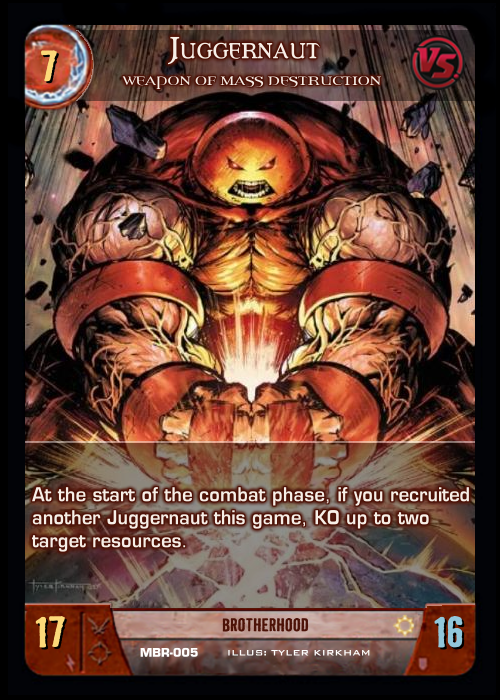 7
JUGGERNAUT
VS
WEAPON OF MASS DESTRUCTION
At the start of the combat phase, if you recruited
another Juggernaut this game, KO up to two
target resources.
17
BROTHERHOOD
16
MBR-005 ILLUS: TYLER KIRKHAM